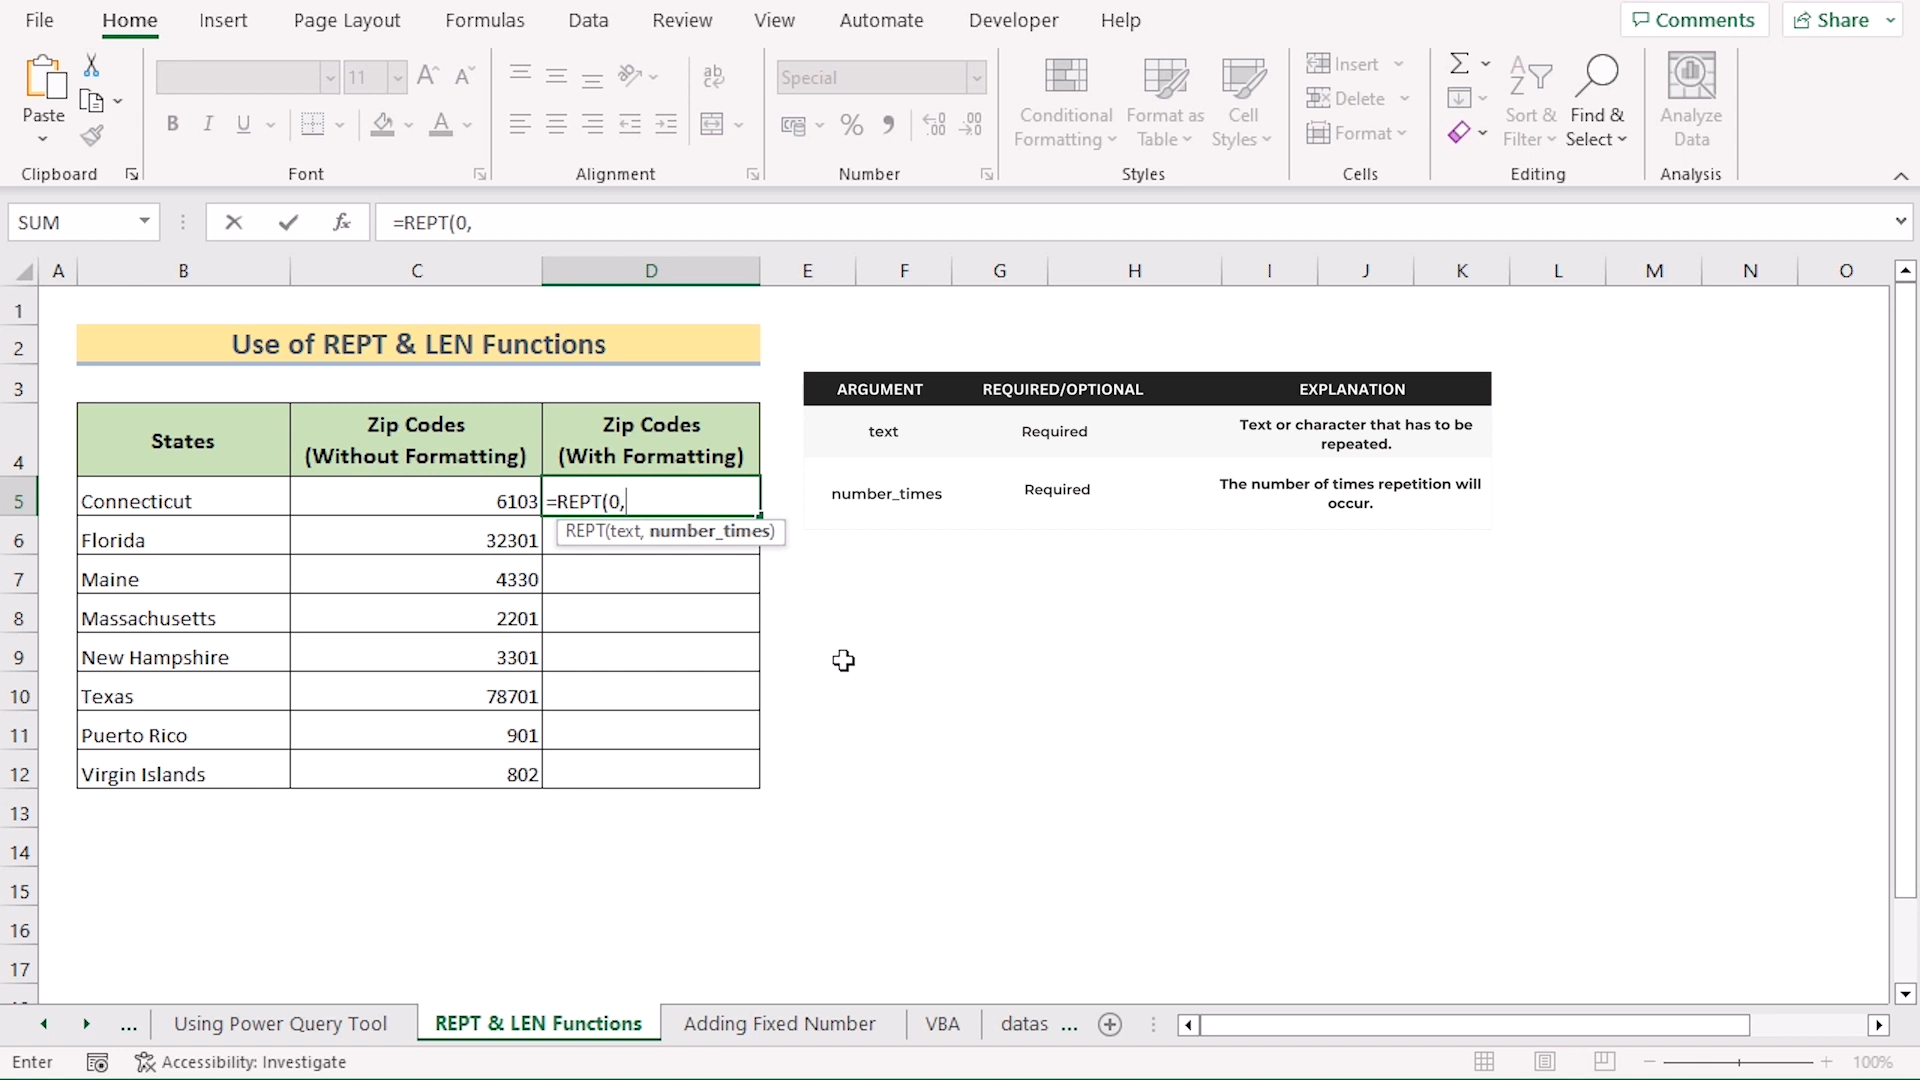 File Home Insert Page Layout Formulas Data Review View Automate Developer Help Comments Share
Paste
11
ab
Special
Conditional Formatting
Format as Table
Cell Styles
Insert
Delete
Format
Sort & Filter
Find & Select
Analyze Data
B I U A
%
Clipboard Font Alignment Number Styles Cells Editing Analysis
SUM fx =REPT(0,
A B C D E F G H I J K L M N O
1
2 Use of REPT & LEN Functions
3 ARGUMENT REQUIRED/OPTIONAL EXPLANATION
4 States Zip Codes (Without Formatting) Zip Codes (With Formatting)
text Required Text or character that has to be repeated.
number_times Required The number of times repetition will occur.
5 Connecticut 6103 =REPT(0,
REPT(text, number_times)
6 Florida 32301
7 Maine 4330
8 Massachusetts 2201
9 New Hampshire 3301
10 Texas 78701
11 Puerto Rico 901
12 Virgin Islands 802
13
14
15
16
17
... Using Power Query Tool REPT & LEN Functions Adding Fixed Number VBA datas ...
Enter Accessibility: Investigate 100%